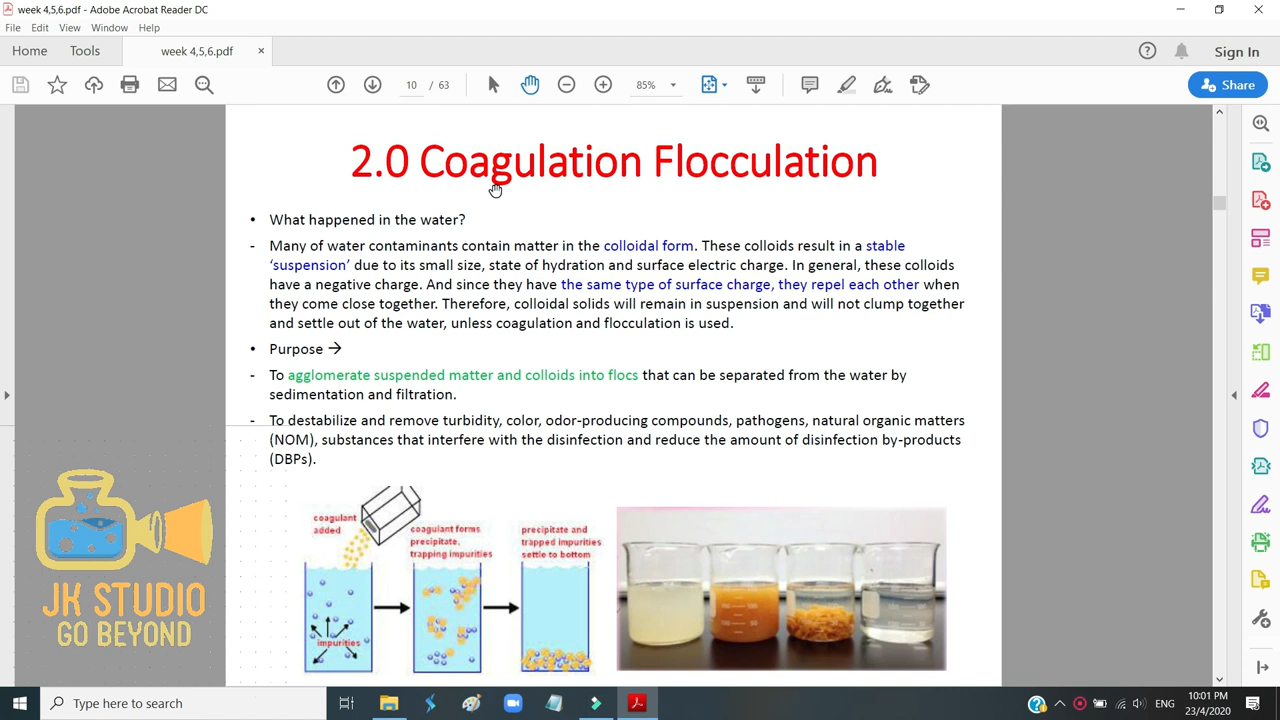 week 4,5,6.pdf - Adobe Acrobat Reader DC
File Edit View Window Help
Home Tools week 4,5,6.pdf × Sign In
10 / 63 85% Share
2.0 Coagulation Flocculation
• What happened in the water?
- Many of water contaminants contain matter in the colloidal form. These colloids result in a stable
‘suspension’ due to its small size, state of hydration and surface electric charge. In general, these colloids
have a negative charge. And since they have the same type of surface charge, they repel each other when
they come close together. Therefore, colloidal solids will remain in suspension and will not clump together
and settle out of the water, unless coagulation and flocculation is used.
• Purpose →
- To agglomerate suspended matter and colloids into flocs that can be separated from the water by
sedimentation and filtration.
- To destabilize and remove turbidity, color, odor-producing compounds, pathogens, natural organic matters
(NOM), substances that interfere with the disinfection and reduce the amount of disinfection by-products
(DBPs).
coagulant
added
coagulant forms
precipitate,
trapping impurities
precipitate and
trapped impurities
settle to bottom
impurities
JK STUDIO
GO BEYOND
Type here to search
ENG
10:01 PM
23/4/2020